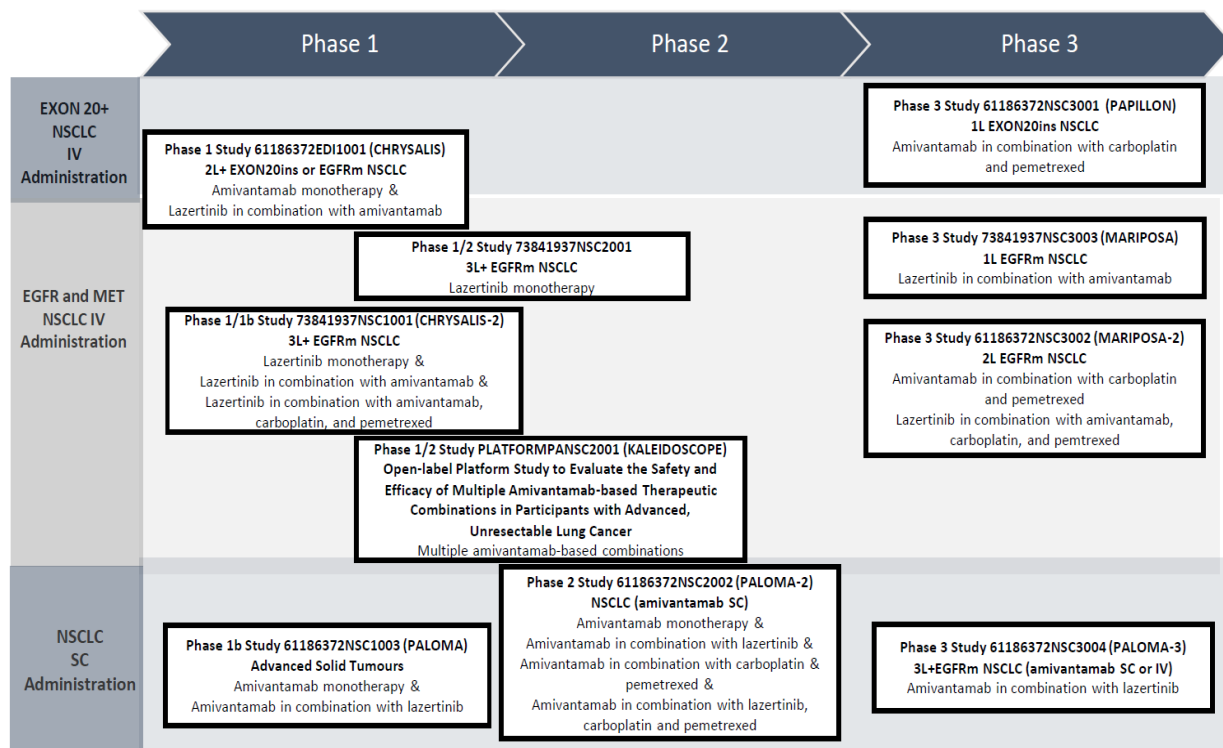 Phase 1
Phase 2
Phase 3
EXON 20+
NSCLC
IV
Administration
Phase 1 Study 61186372EDI1001 (CHRYSALIS)
2L+ EXON20ins or EGFRm NSCLC
Amivantamab monotherapy &
Lazertinib in combination with amivantamab
Phase 3 Study 61186372NSC3001 (PAPILLON)
1L EXON20ins NSCLC
Amivantamab in combination with carboplatin
and pemetrexed
EGFR and MET
NSCLC IV
Administration
Phase 1/2 Study 73841937NSC2001
3L+ EGFRm NSCLC
Lazertinib monotherapy
Phase 3 Study 73841937NSC3003 (MARIPOSA)
1L EGFRm NSCLC
Lazertinib in combination with amivantamab
Phase 1/1b Study 73841937NSC1001 (CHRYSALIS-2)
3L+ EGFRm NSCLC
Lazertinib monotherapy &
Lazertinib in combination with amivantamab &
Lazertinib in combination with amivantamab,
carboplatin, and pemetrexed
Phase 3 Study 61186372NSC3002 (MARIPOSA-2)
2L EGFRm NSCLC
Amivantamab in combination with carboplatin
and pemetrexed
Lazertinib in combination with amivantamab,
carboplatin, and pemtrexed
Phase 1/2 Study PLATFORMPANSC2001 (KALEIDOSCOPE)
Open-label Platform Study to Evaluate the Safety and
Efficacy of Multiple Amivantamab-based Therapeutic
Combinations in Participants with Advanced,
Unresectable Lung Cancer
Multiple amivantamab-based combinations
NSCLC
SC
Administration
Phase 1b Study 61186372NSC1003 (PALOMA)
Advanced Solid Tumours
Amivantamab monotherapy &
Amivantamab in combination with lazertinib
Phase 2 Study 61186372NSC2002 (PALOMA-2)
NSCLC (amivantamab SC)
Amivantamab monotherapy &
Amivantamab in combination with lazertinib &
Amivantamab in combination with carboplatin &
pemetrexed &
Amivantamab in combination with lazertinib,
carboplatin and pemetrexed
Phase 3 Study 61186372NSC3004 (PALOMA-3)
3L+EGFRm NSCLC (amivantamab SC or IV)
Amivantamab in combination with lazertinib